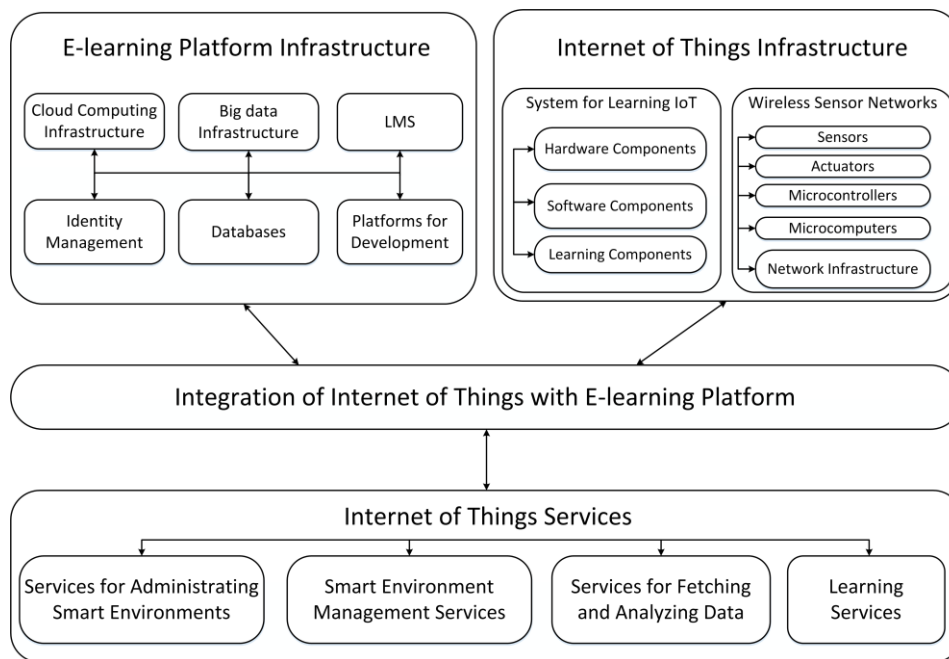 E-learning Platform Infrastructure
Cloud Computing
Infrastructure
Big data
Infrastructure
LMS
Identity
Management
Databases
Platforms for
Development
Internet of Things Infrastructure
System for Learning IoT
Hardware Components
Software Components
Learning Components
Wireless Sensor Networks
Sensors
Actuators
Microcontrollers
Microcomputers
Network Infrastructure
Integration of Internet of Things with E-learning Platform
Internet of Things Services
Services for Administrating
Smart Environments
Smart Environment
Management Services
Services for Fetching
and Analyzing Data
Learning
Services